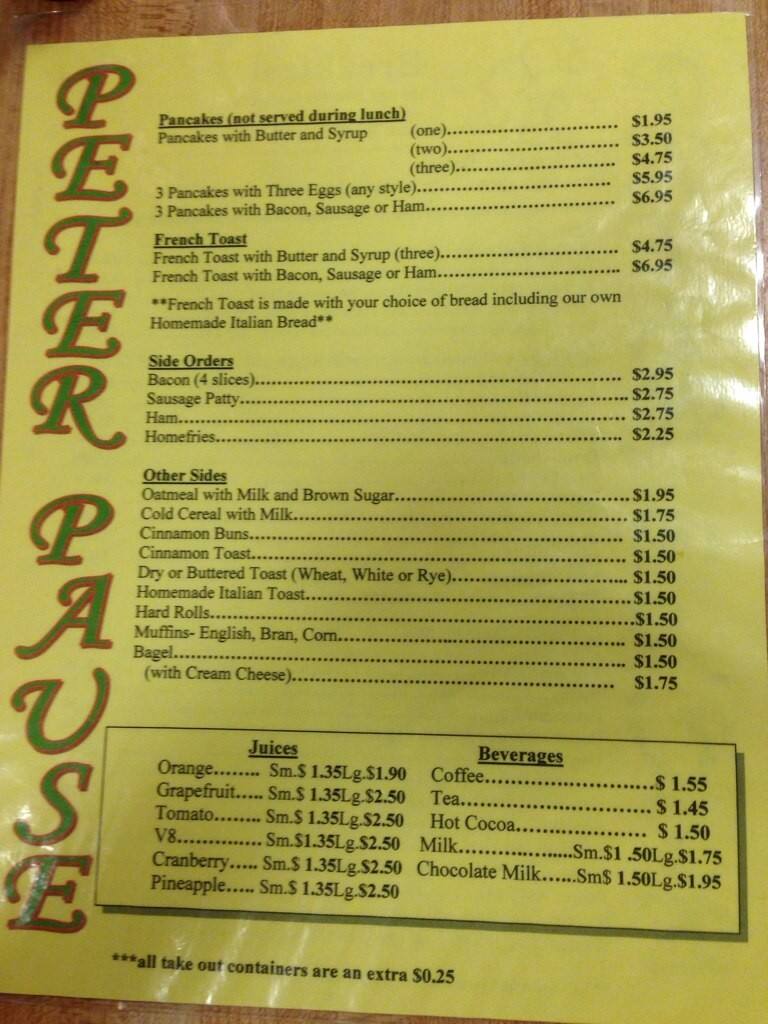 PETER PAUSE
Pancakes (not served during lunch)
Pancakes with Butter and Syrup (one)........ $1.95
(two)........ $3.50
(three)........ $4.75
3 Pancakes with Three Eggs (any style)........ $5.95
3 Pancakes with Bacon, Sausage or Ham........ $6.95
French Toast
French Toast with Butter and Syrup (three)........ $4.75
French Toast with Bacon, Sausage or Ham........ $6.95
**French Toast is made with your choice of bread including our own
Homemade Italian Bread**
Side Orders
Bacon (4 slices)........ $2.95
Sausage Patty........ $2.75
Ham........ $2.75
Homefries........ $2.25
Other Sides
Oatmeal with Milk and Brown Sugar........ $1.95
Cold Cereal with Milk........ $1.75
Cinnamon Buns........ $1.50
Cinnamon Toast........ $1.50
Dry or Buttered Toast (Wheat, White or Rye)........ $1.50
Homemade Italian Toast........ $1.50
Hard Rolls........ $1.50
Muffins- English, Bran, Corn........ $1.50
Bagel........ $1.50
(with Cream Cheese)........ $1.75
Juices
Orange........ Sm.$ 1.35Lg.$1.90
Grapefruit..... Sm.$ 1.35Lg.$2.50
Tomato....... Sm.$ 1.35Lg.$2.50
V8.............. Sm.$1.35Lg.$2.50
Cranberry..... Sm.$ 1.35Lg.$2.50
Pineapple..... Sm.$ 1.35Lg.$2.50
Beverages
Coffee........ $ 1.55
Tea........ $ 1.45
Hot Cocoa........ $ 1.50
Milk........Sm.$1 .50Lg.$1.75
Chocolate Milk......Sm$ 1.50Lg.$1.95
***all take out containers are an extra $0.25